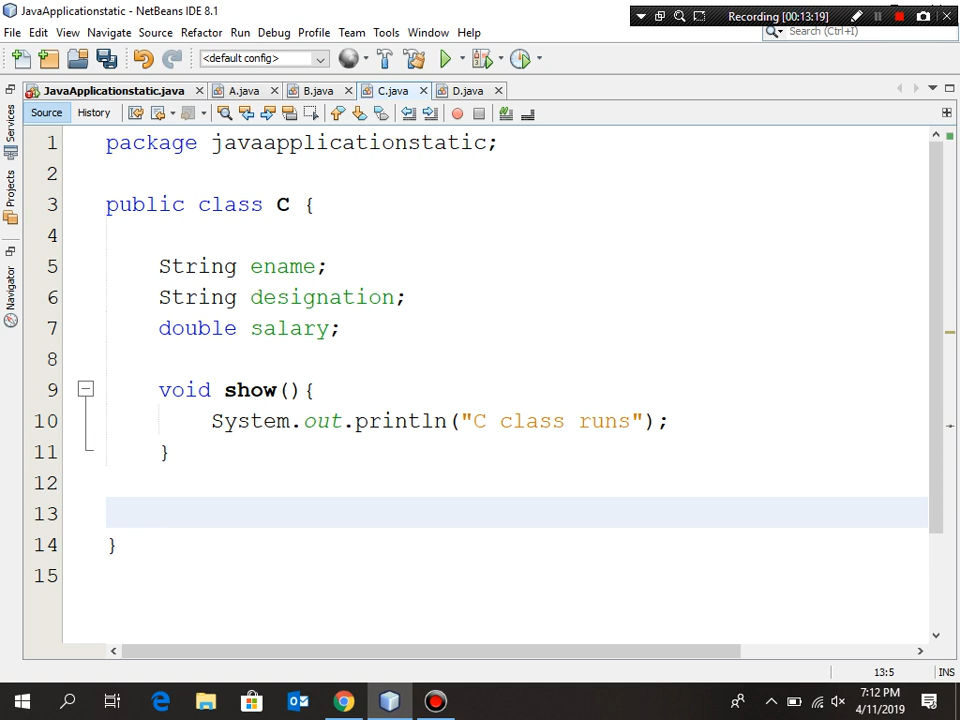 JavaApplicationstatic - NetBeans IDE 8.1
Recording [00:13:19]
File Edit View Navigate Source Refactor Run Debug Profile Team Tools Window Help
Search (Ctrl+I)
<default config>
JavaApplicationstatic.java A.java B.java C.java D.java
Source History
Services
Projects
Navigator
1 package javaapplicationstatic;
2
3 public class C {
4
5 String ename;
6 String designation;
7 double salary;
8
9 void show(){
10 System.out.println("C class runs");
11 }
12
13
14 }
15
13:5 INS
7:12 PM
4/11/2019